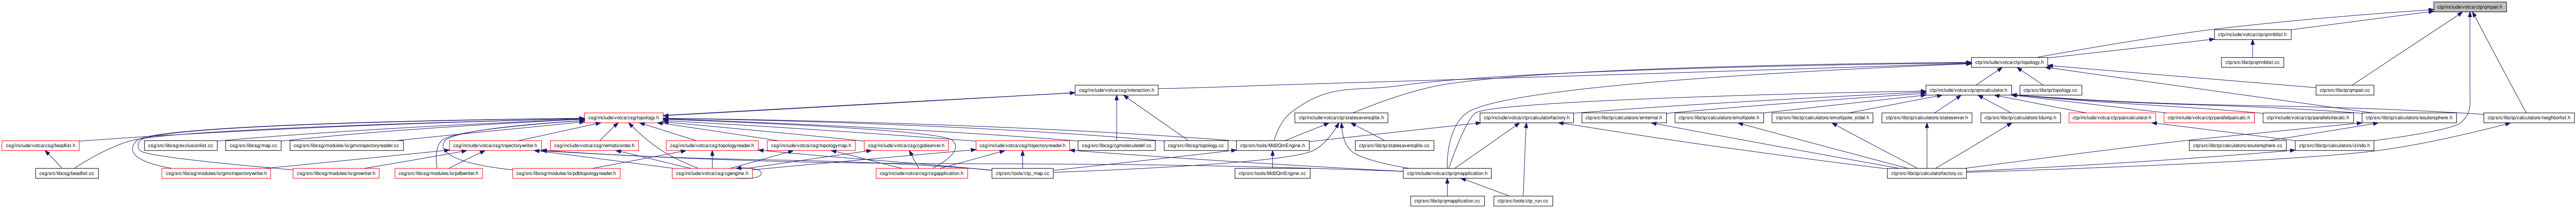 ctp/include/votca/ctp/qmpair.h
ctp/include/votca/ctp/qmnblist.h
ctp/include/votca/ctp/topology.h
ctp/src/libctp/qmnblist.cc
csg/include/votca/csg/interaction.h
ctp/include/votca/ctp/qmcalculator.h
ctp/src/libctp/topology.cc
ctp/src/libctp/qmpair.cc
csg/include/votca/csg/topology.h
ctp/include/votca/ctp/statesaversqlite.h
ctp/include/votca/ctp/calculatorfactory.h
ctp/src/libctp/calculators/einternal.h
ctp/src/libctp/calculators/emultipole.h
ctp/src/libctp/calculators/emultipole_stdal.h
ctp/src/libctp/calculators/stateserver.h
ctp/src/libctp/calculators/tdump.h
ctp/include/votca/ctp/paircalculator.h
ctp/include/votca/ctp/parallelpaircalc.h
ctp/include/votca/ctp/parallelsitecalc.h
ctp/src/libctp/calculators/eoutersphere.h
ctp/src/libctp/calculators/neighborlist.h
csg/include/votca/csg/beadlist.h
csg/src/libcsg/exclusionlist.cc
csg/src/libcsg/map.cc
csg/src/libcsg/modules/io/gmxtrajectoryreader.cc
csg/include/votca/csg/trajectorywriter.h
csg/include/votca/csg/nematicorder.h
csg/include/votca/csg/topologyreader.h
csg/include/votca/csg/topologymap.h
csg/include/votca/csg/cgobserver.h
csg/include/votca/csg/trajectoryreader.h
csg/src/libcsg/cgmoleculedef.cc
csg/src/libcsg/topology.cc
ctp/src/tools/Md2QmEngine.h
ctp/src/libctp/statesaversqlite.cc
ctp/src/libctp/calculators/eoutersphere.cc
ctp/src/libctp/calculators/izindo.h
csg/src/libcsg/beadlist.cc
csg/src/libcsg/modules/io/gmxtrajectorywriter.h
csg/src/libcsg/modules/io/growriter.h
csg/src/libcsg/modules/io/pdbwriter.h
csg/src/libcsg/modules/io/pdbtopologyreader.h
csg/include/votca/csg/cgengine.h
csg/include/votca/csg/csgapplication.h
ctp/src/tools/ctp_map.cc
ctp/src/tools/Md2QmEngine.cc
ctp/include/votca/ctp/qmapplication.h
ctp/src/libctp/calculatorfactory.cc
ctp/src/libctp/qmapplication.cc
ctp/src/tools/ctp_run.cc